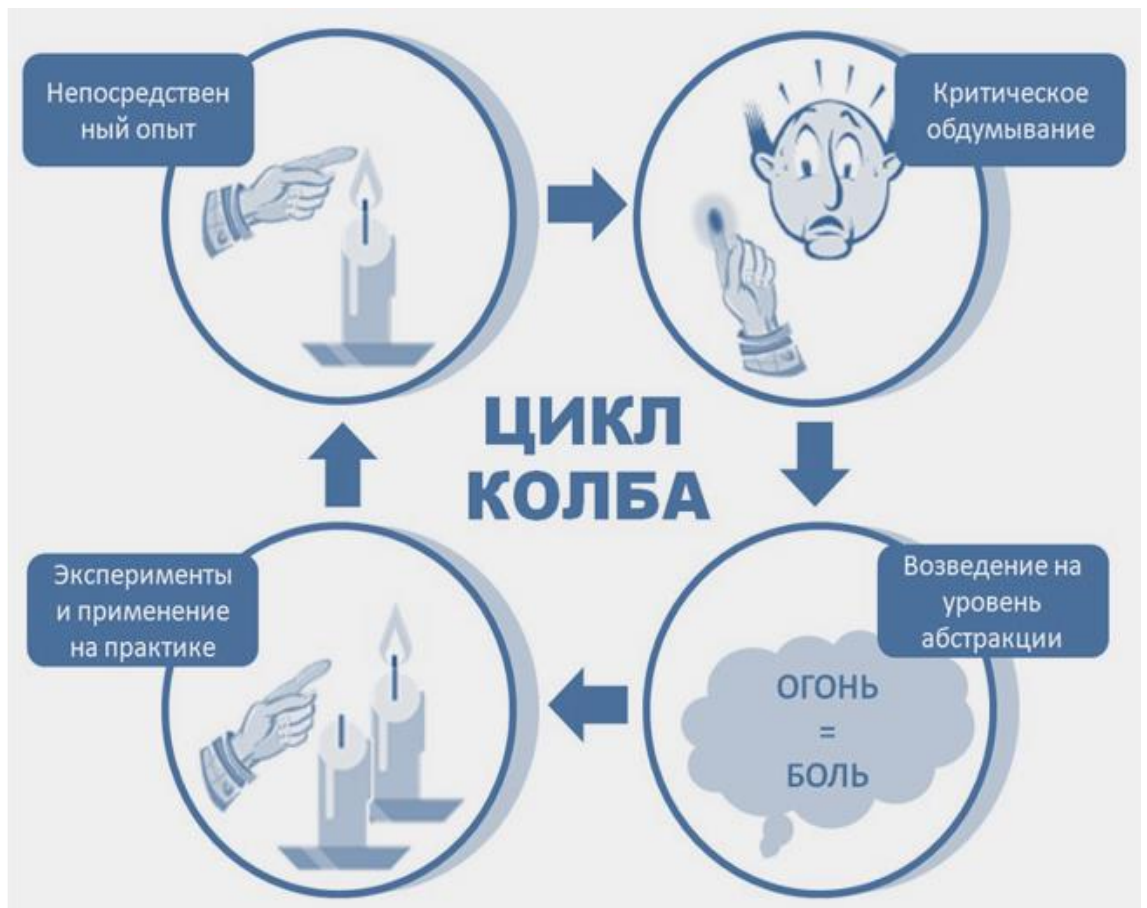 Непосредствен
ный опыт
Критическое
обдумывание
ЦИКЛ
КОЛБА
Эксперименты
и применение
на практике
Возведение на
уровень
абстракции
ОГОНЬ
=
БОЛЬ